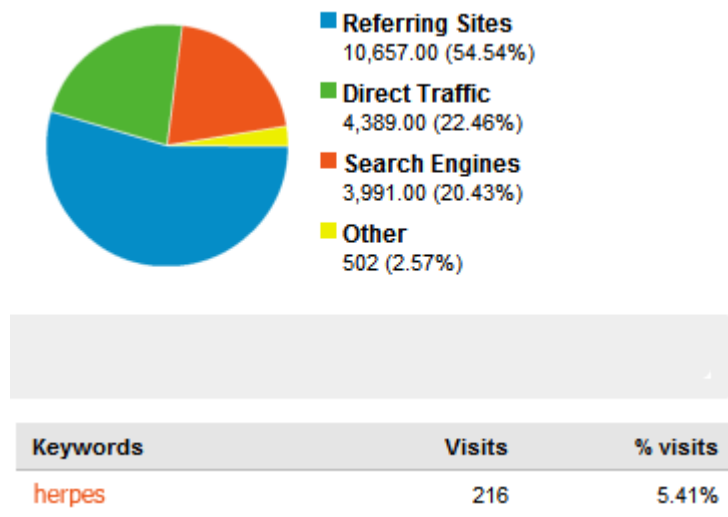 Referring Sites
10,657.00 (54.54%)
Direct Traffic
4,389.00 (22.46%)
Search Engines
3,991.00 (20.43%)
Other
502 (2.57%)
Keywords Visits % visits
herpes 216 5.41%